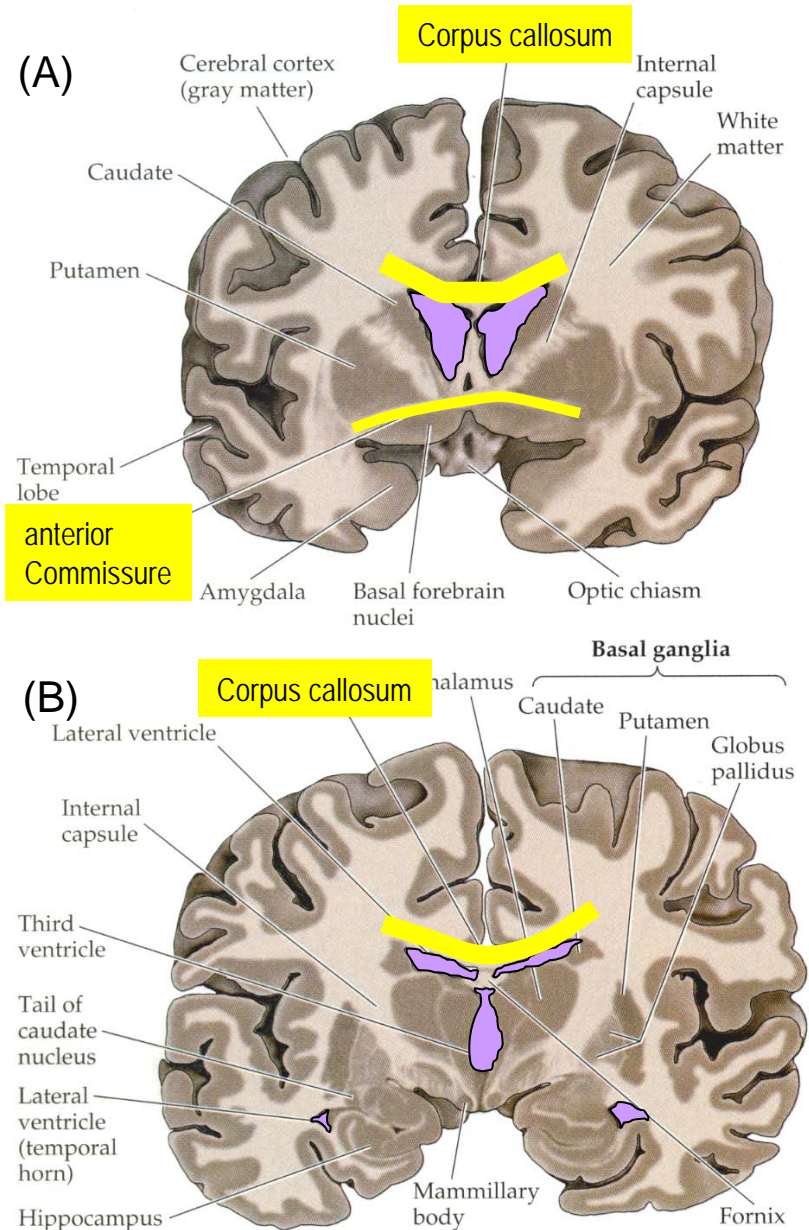 (A)
Corpus callosum
Cerebral cortex
(gray matter)
Internal
capsule
White
matter
Caudate
Putamen
Temporal
lobe
anterior
Commissure
Amygdala
Basal forebrain
nuclei
Optic chiasm
Basal ganglia
(B)
Corpus callosum
halamus
Caudate
Putamen
Globus
pallidus
Lateral ventricle
Internal
capsule
Third
ventricle
Tail of
caudate
nucleus
Lateral
ventricle
(temporal
horn)
Hippocampus
Mammillary
body
Fornix